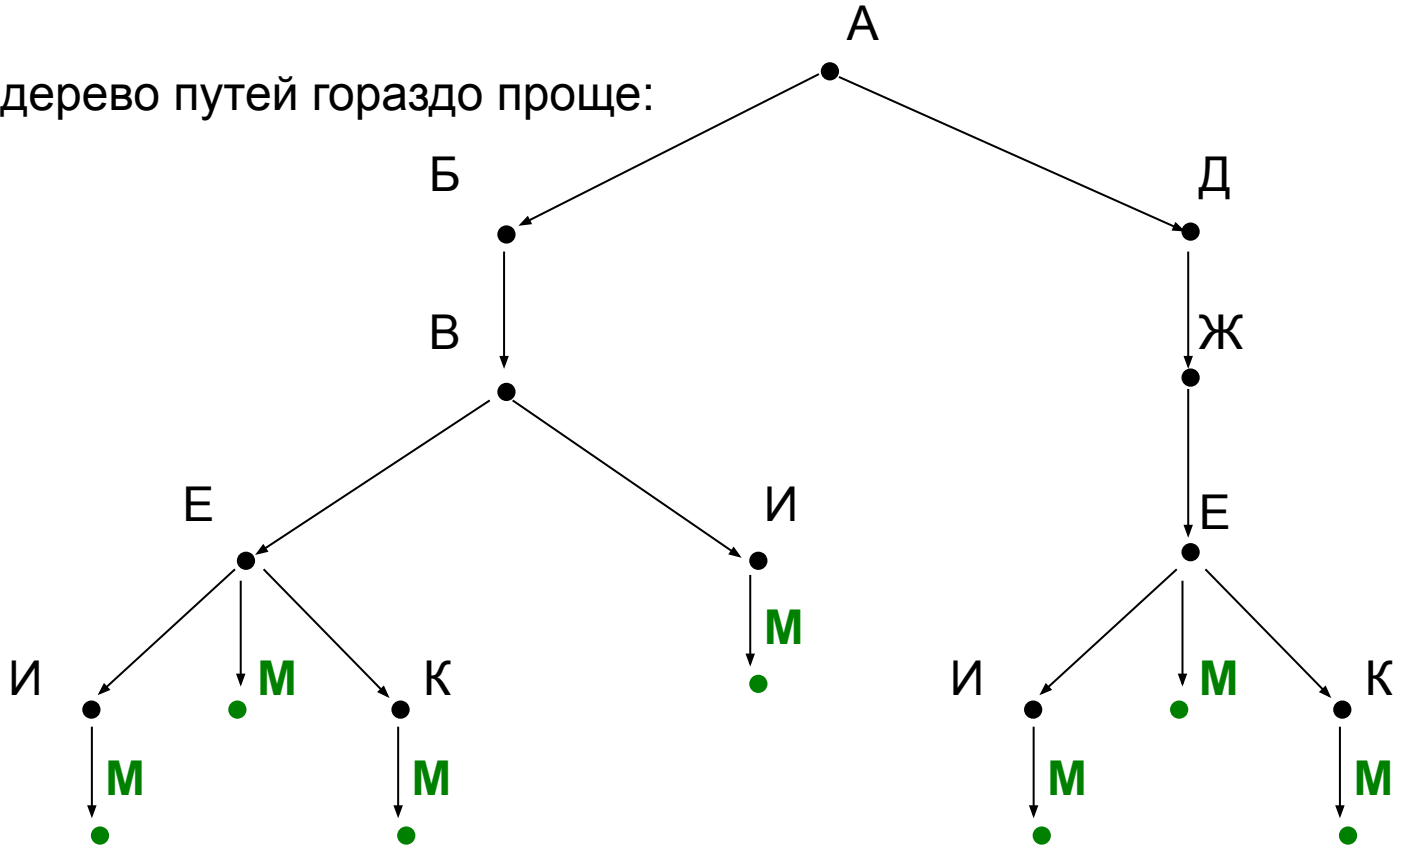 А
дерево путей гораздо проще:
Б Д
В Ж
Е И Е
М
И М К И М К
М М М М